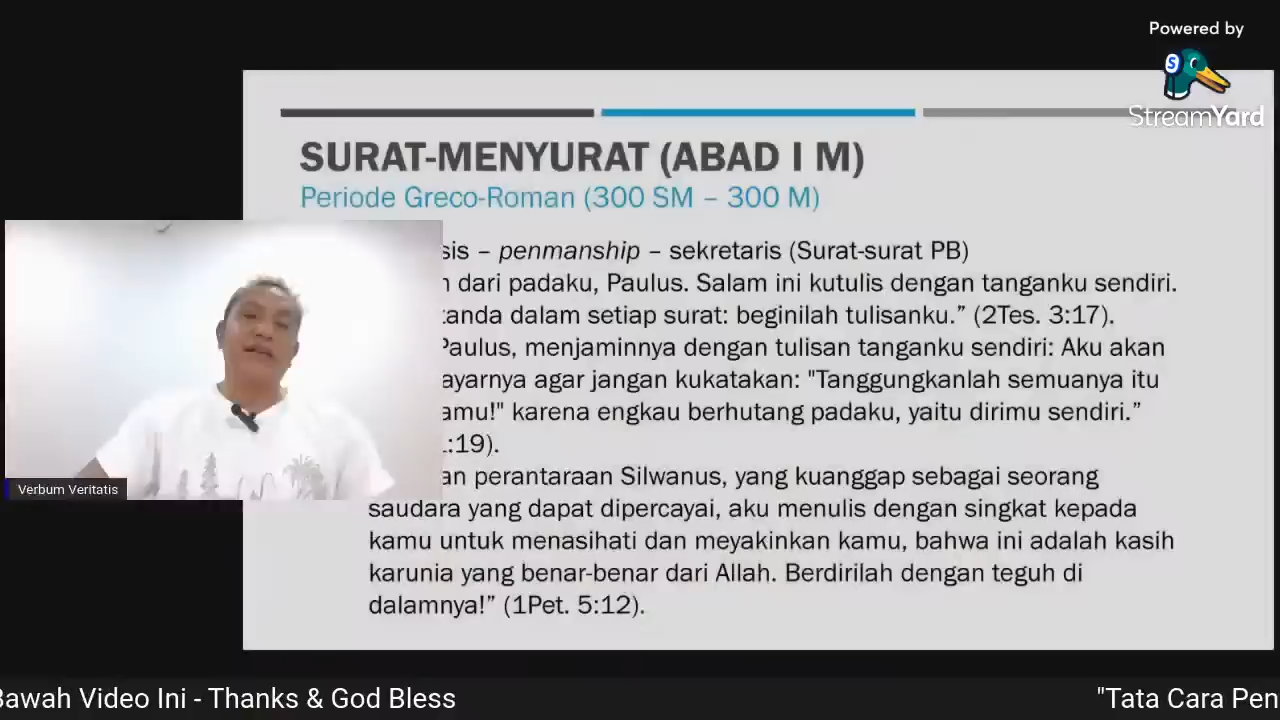 Powered by
StreamYard
SURAT-MENYURAT (ABAD I M)
Periode Greco-Roman (300 SM – 300 M)
– penmanship – sekretaris (Surat-surat PB)
dari padaku, Paulus. Salam ini kutulis dengan tanganku sendiri.
tanda dalam setiap surat: beginilah tulisanku.” (2Tes. 3:17).
Paulus, menjaminnya dengan tulisan tanganku sendiri: Aku akan
agar jangan kukatakan: "Tanggungkanlah semuanya itu
karena engkau berhutang padaku, yaitu dirimu sendiri.”
:19).
perantaraan Silwanus, yang kuanggap sebagai seorang
saudara yang dapat dipercayai, aku menulis dengan singkat kepada
kamu untuk menasihati dan meyakinkan kamu, bahwa ini adalah kasih
karunia yang benar-benar dari Allah. Berdirilah dengan teguh di
dalamnya!” (1Pet. 5:12).
Verbum Veritatis
Bawah Video Ini - Thanks & God Bless
"Tata Cara Pen